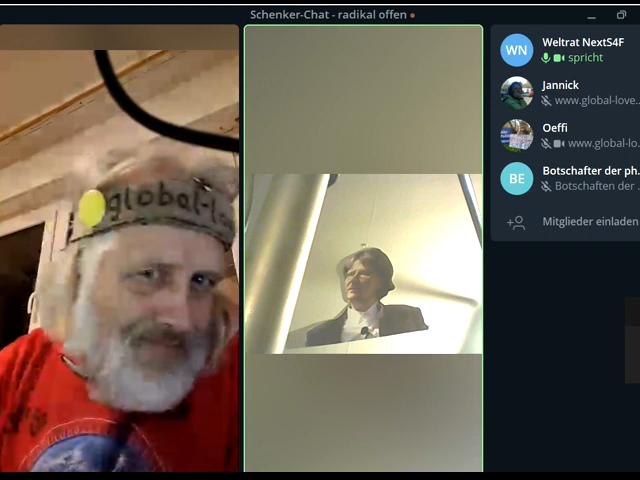 Schenker-Chat - radikal offen
WN
Weltrat NextS4F
spricht
Jannick
www.global-love..
Oeffi
www.global-lo..
BE
Botschafter der ph..
Botschaften der ..
Mitglieder einladen
global-l